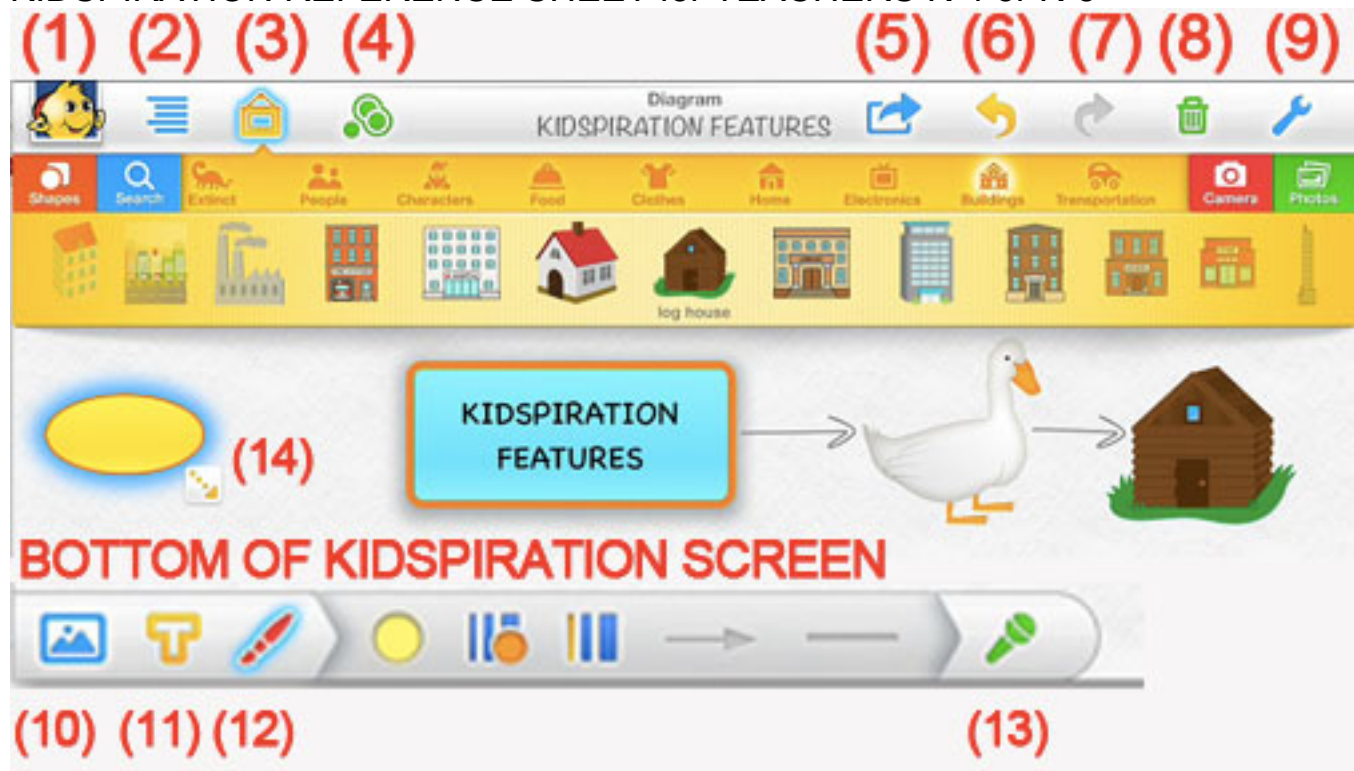 (1) (2) (3) (4) (5) (6) (7) (8) (9)
Diagram
KIDSPIRATION FEATURES
Shapes Search Extinct People Characters Food Clothes Home Electronics Buildings Transportation Camera Photos
log house
KIDSPIRATION
FEATURES
(14)
BOTTOM OF KIDSPIRATION SCREEN
T
(10) (11) (12) (13)